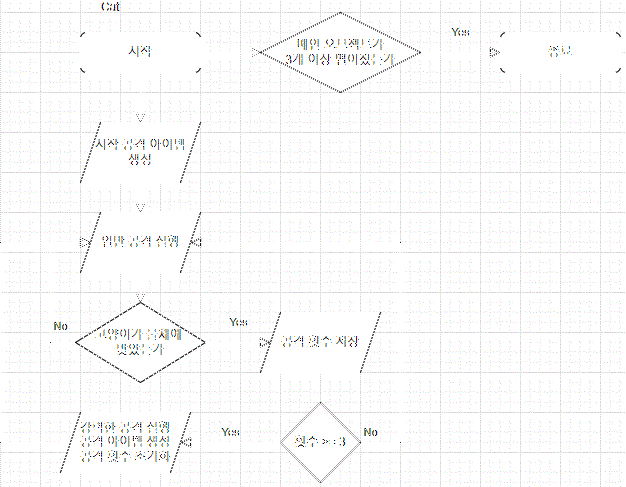 Cat
시작
메인 오브젝트가
3개 이상 떨어졌는가
Yes
종료
시작 공격 아이템
생성
일반 공격 실행
No
고양이가 물체에
맞았는가
Yes
공격 횟수 저장
강력한 공격 실행
공격 아이템 생성
공격 횟수 초기화
Yes
횟수 >= 3
No